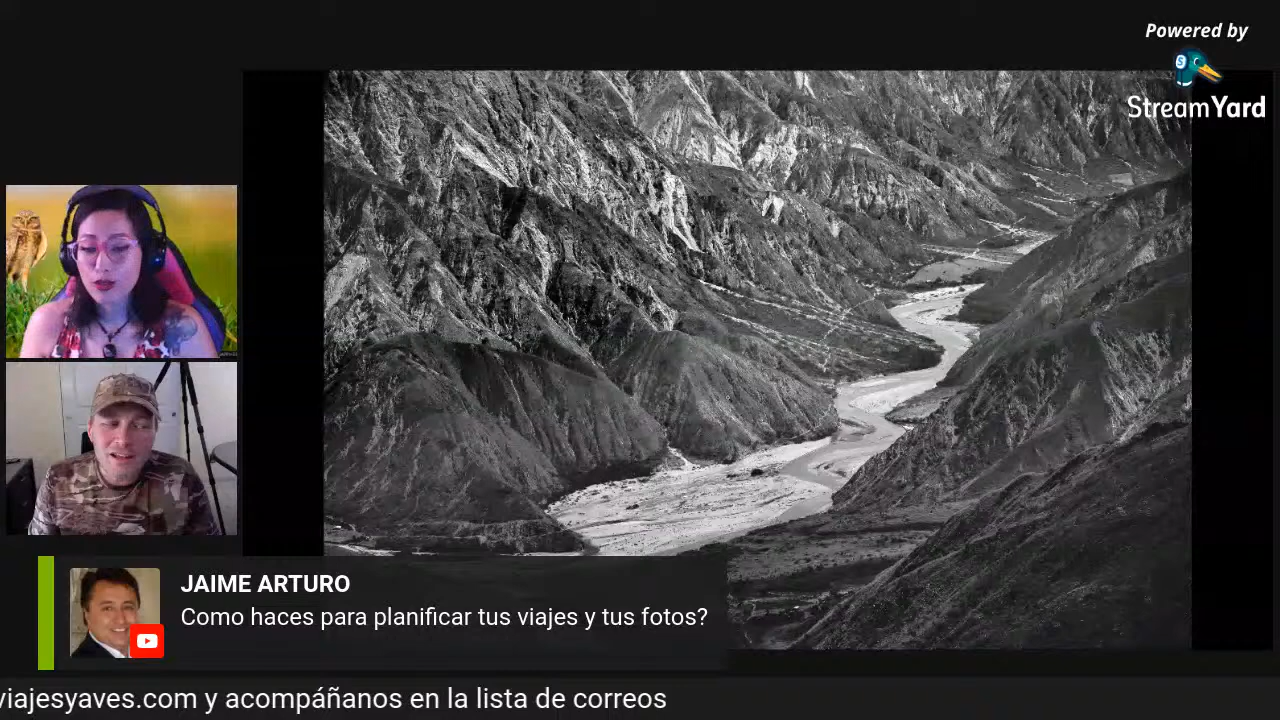 Powered by
StreamYard
JAIME ARTURO
Como haces para planificar tus viajes y tus fotos?
viajesyaves.com y acompáñanos en la lista de correos